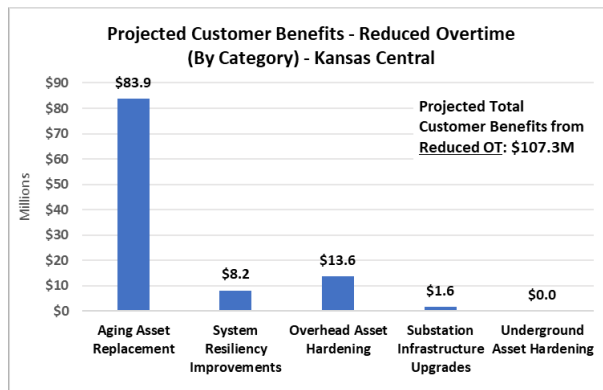 Projected Customer Benefits - Reduced Overtime
(By Category) - Kansas Central
Projected Total
Customer Benefits from
Reduced OT: $107.3M
Millions
$90
$80
$70
$60
$50
$40
$30
$20
$10
$0
$83.9
$8.2
$13.6
$1.6
$0.0
Aging Asset
Replacement
System
Resiliency
Improvements
Overhead Asset
Hardening
Substation
Infrastructure
Upgrades
Underground
Asset Hardening